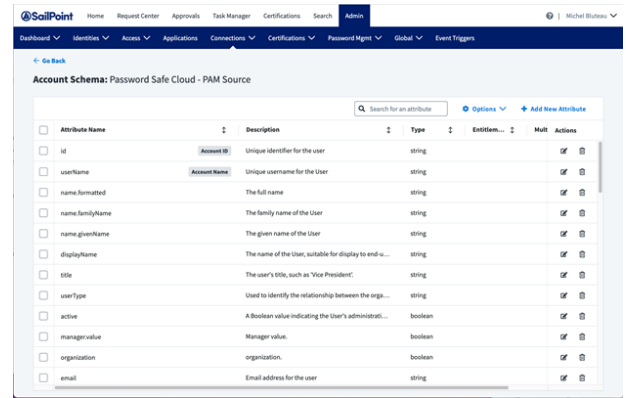 SailPoint Home Request Center Approvals Task Manager Certifications Search Admin Michel Bluteau
Dashboard Identities Access Applications Connections Certifications Password Mgmt Global Event Triggers
Go Back
Account Schema: Password Safe Cloud - PAM Source
Search for an attribute Options + Add New Attribute
Attribute Name Description Type Entitlem... Mult Actions
id Account ID Unique identifier for the user string
userName Account Name Unique username for the User string
name.formatted The full name string
name.familyName The family name of the User string
name.givenName The given name of the User string
displayName The name of the User, suitable for display to end-u... string
title The user's title, such as 'Vice President'. string
userType Used to identify the relationship between the orga... string
active A Boolean value indicating the User's administrati... boolean
manager.value Manager value. boolean
organization organization. boolean
email Email address for the user string